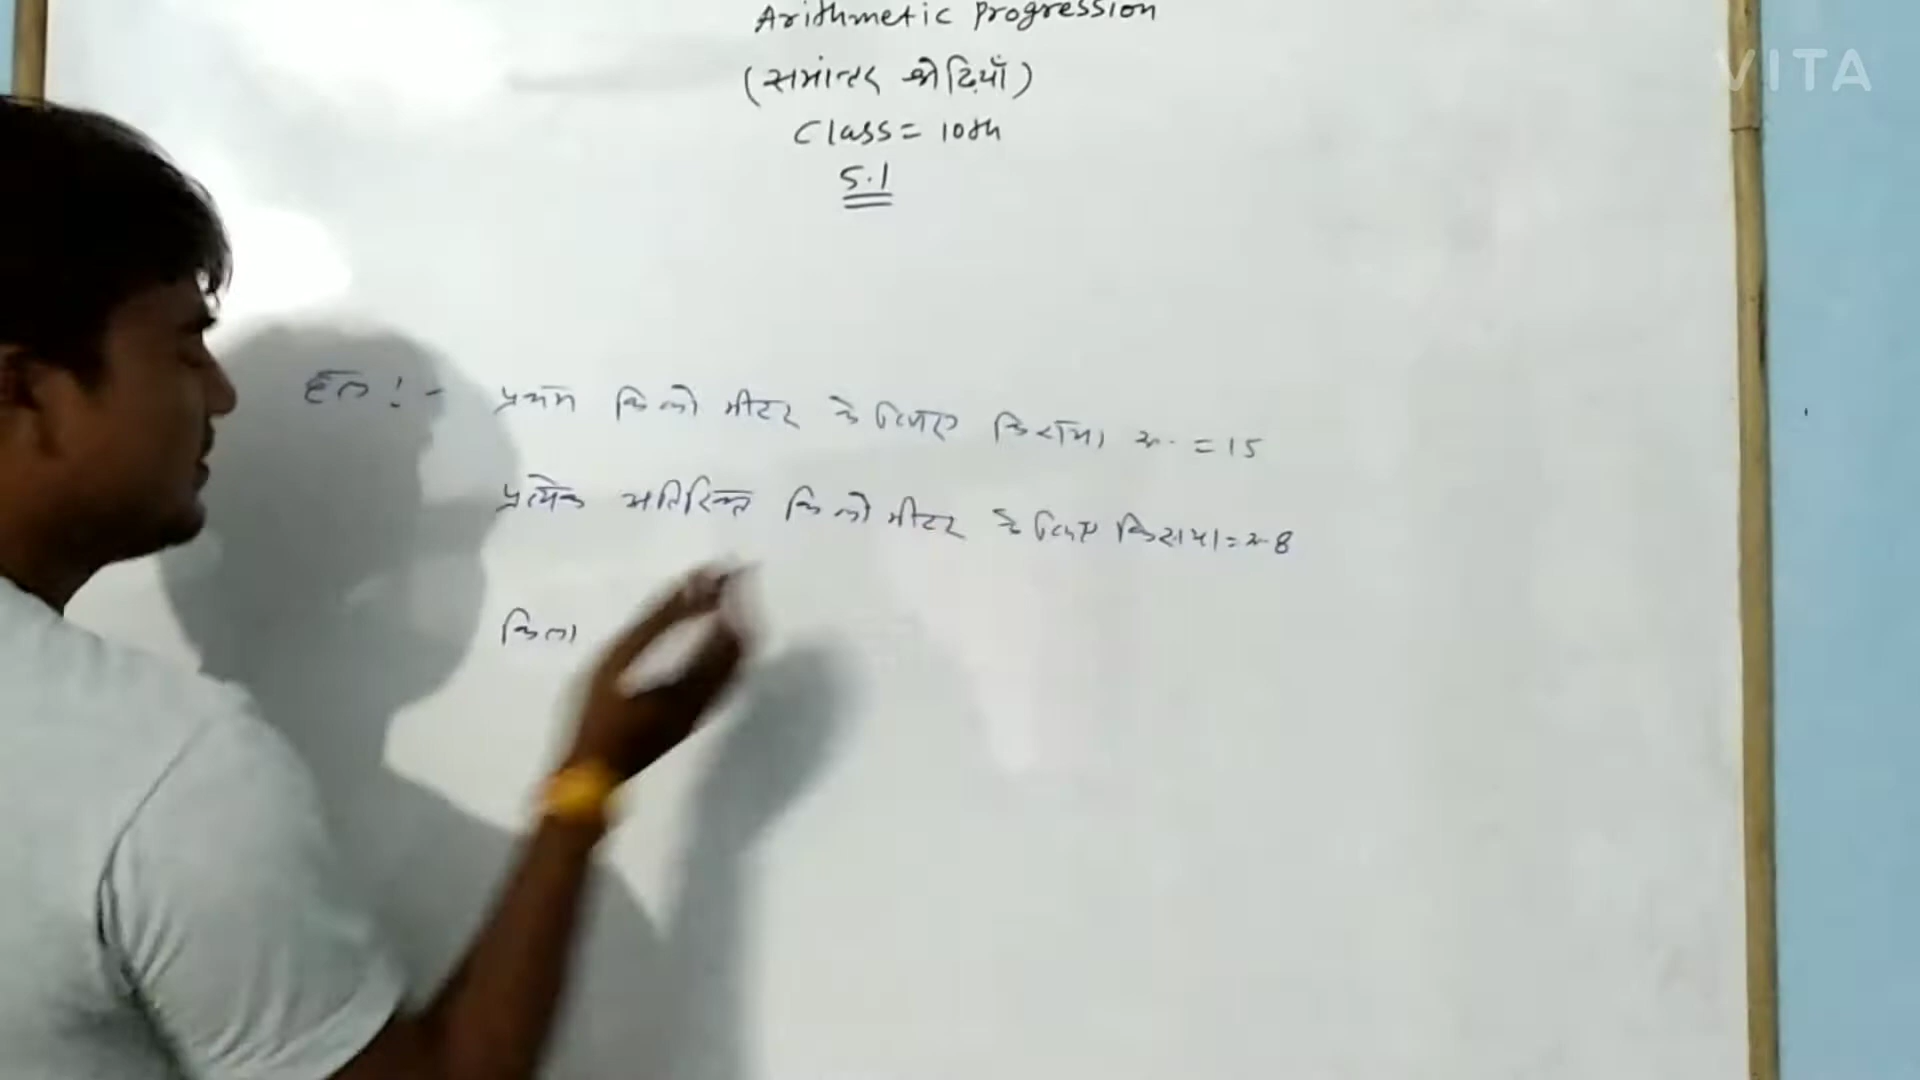 Arithmetic progression
(समांतर श्रेढियाँ)
VITA
Class = 10th
5.1
हल ! - प्रथम किलो मीटर के लिए किराया रु. = 15
प्रत्येक अतिरिक्त किलो मीटर के लिए किराया = रु 8
किला